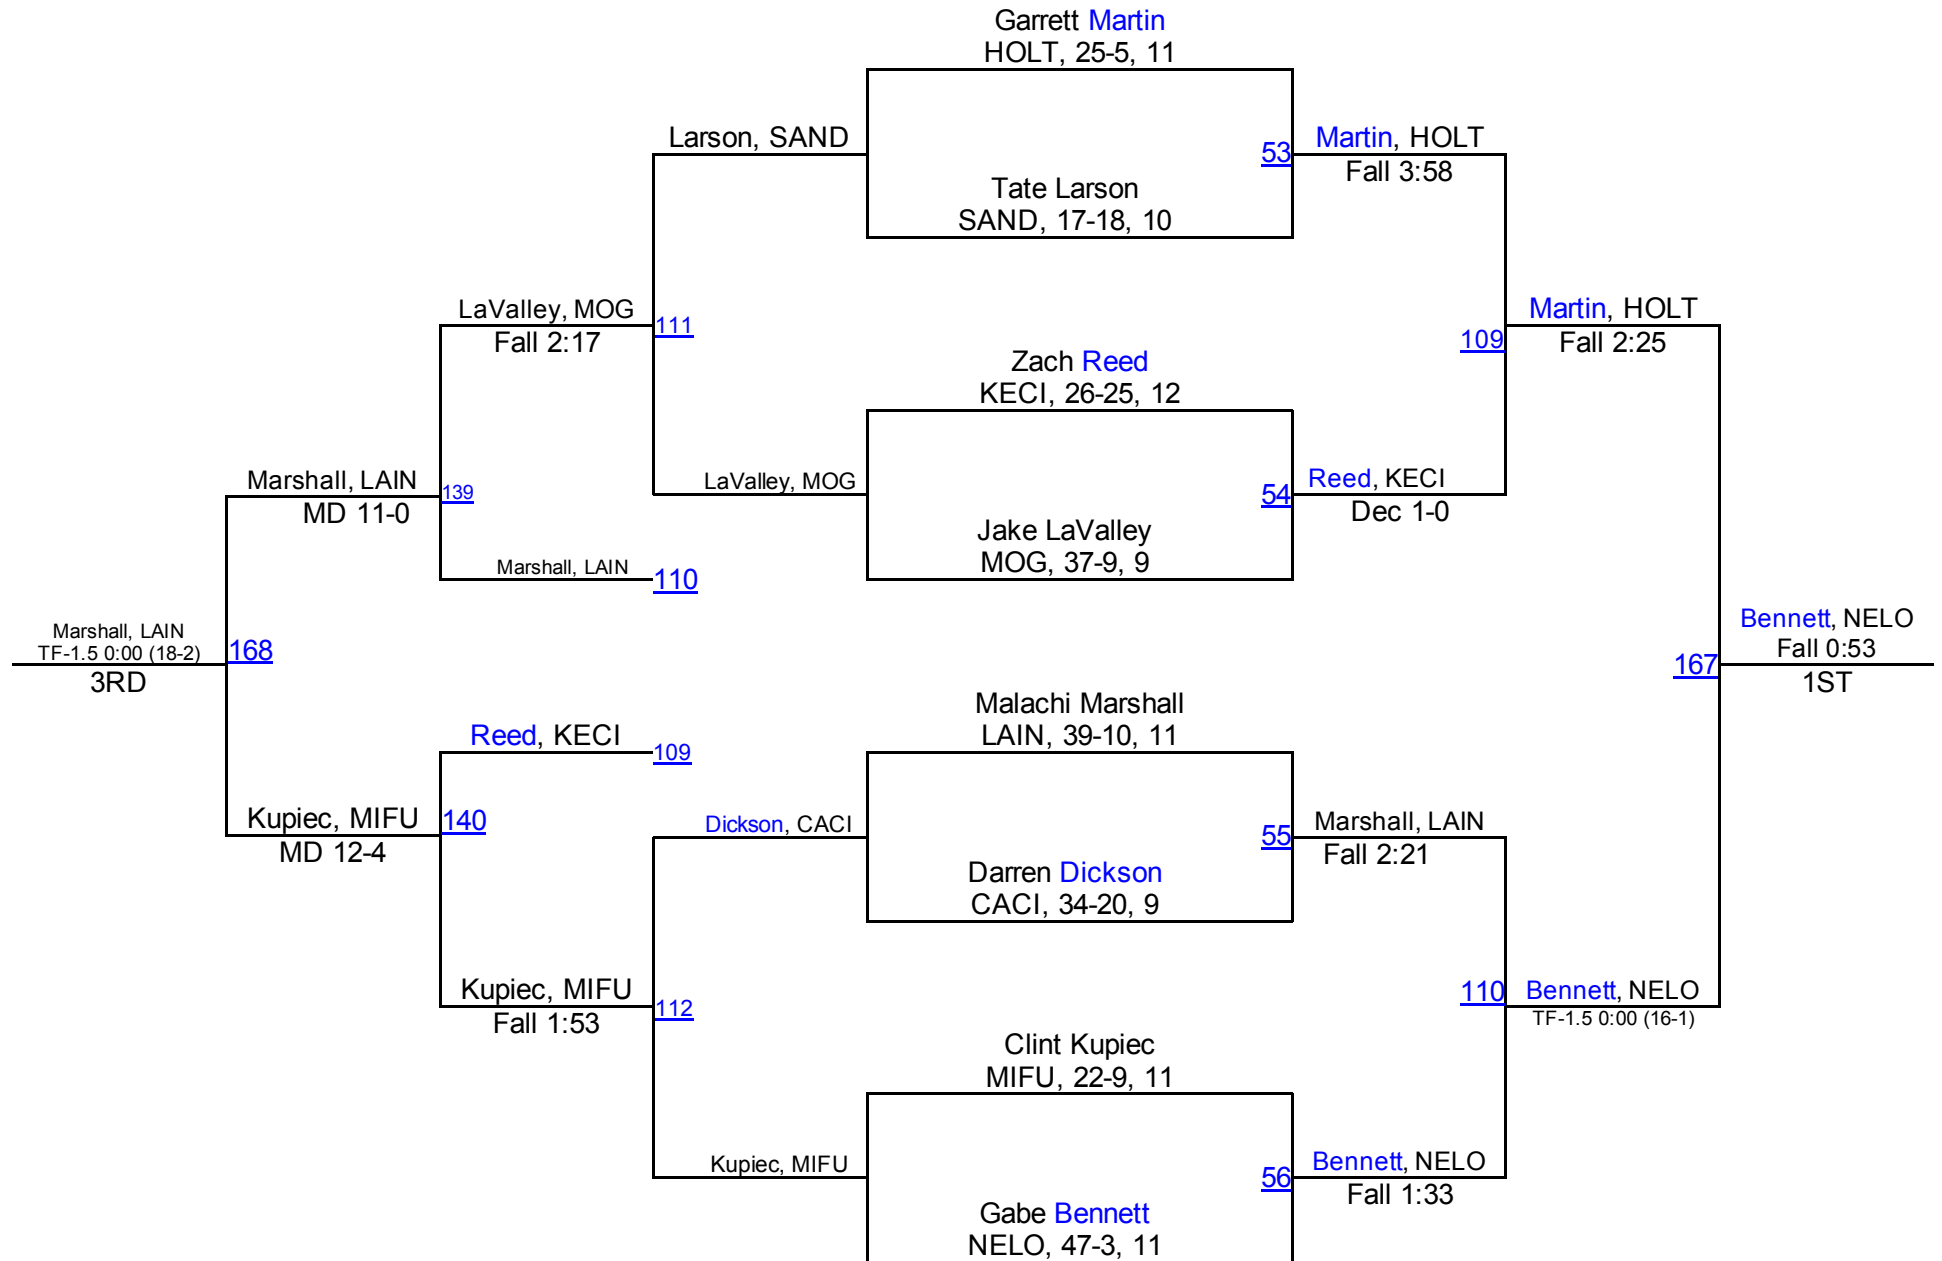 Garrett Martin
HOLT, 25-5, 11
Larson, SAND
53
Martin, HOLT
Fall 3:58
Tate Larson
SAND, 17-18, 10
LaValley, MOG
Fall 2:17
111
Martin, HOLT
Fall 2:25
109
Zach Reed
KECI, 26-25, 12
Marshall, LAIN
MD 11-0
139
LaValley, MOG
54
Reed, KECI
Dec 1-0
Jake LaValley
MOG, 37-9, 9
Marshall, LAIN
110
Marshall, LAIN
TF-1.5 0:00 (18-2)
3RD
168
Bennett, NELO
Fall 0:53
1ST
167
Malachi Marshall
LAIN, 39-10, 11
Reed, KECI
109
Kupiec, MIFU
MD 12-4
140
Dickson, CACI
55
Marshall, LAIN
Fall 2:21
Darren Dickson
CACI, 34-20, 9
Kupiec, MIFU
Fall 1:53
112
110
Bennett, NELO
TF-1.5 0:00 (16-1)
Clint Kupiec
MIFU, 22-9, 11
Kupiec, MIFU
56
Bennett, NELO
Fall 1:33
Gabe Bennett
NELO, 47-3, 11